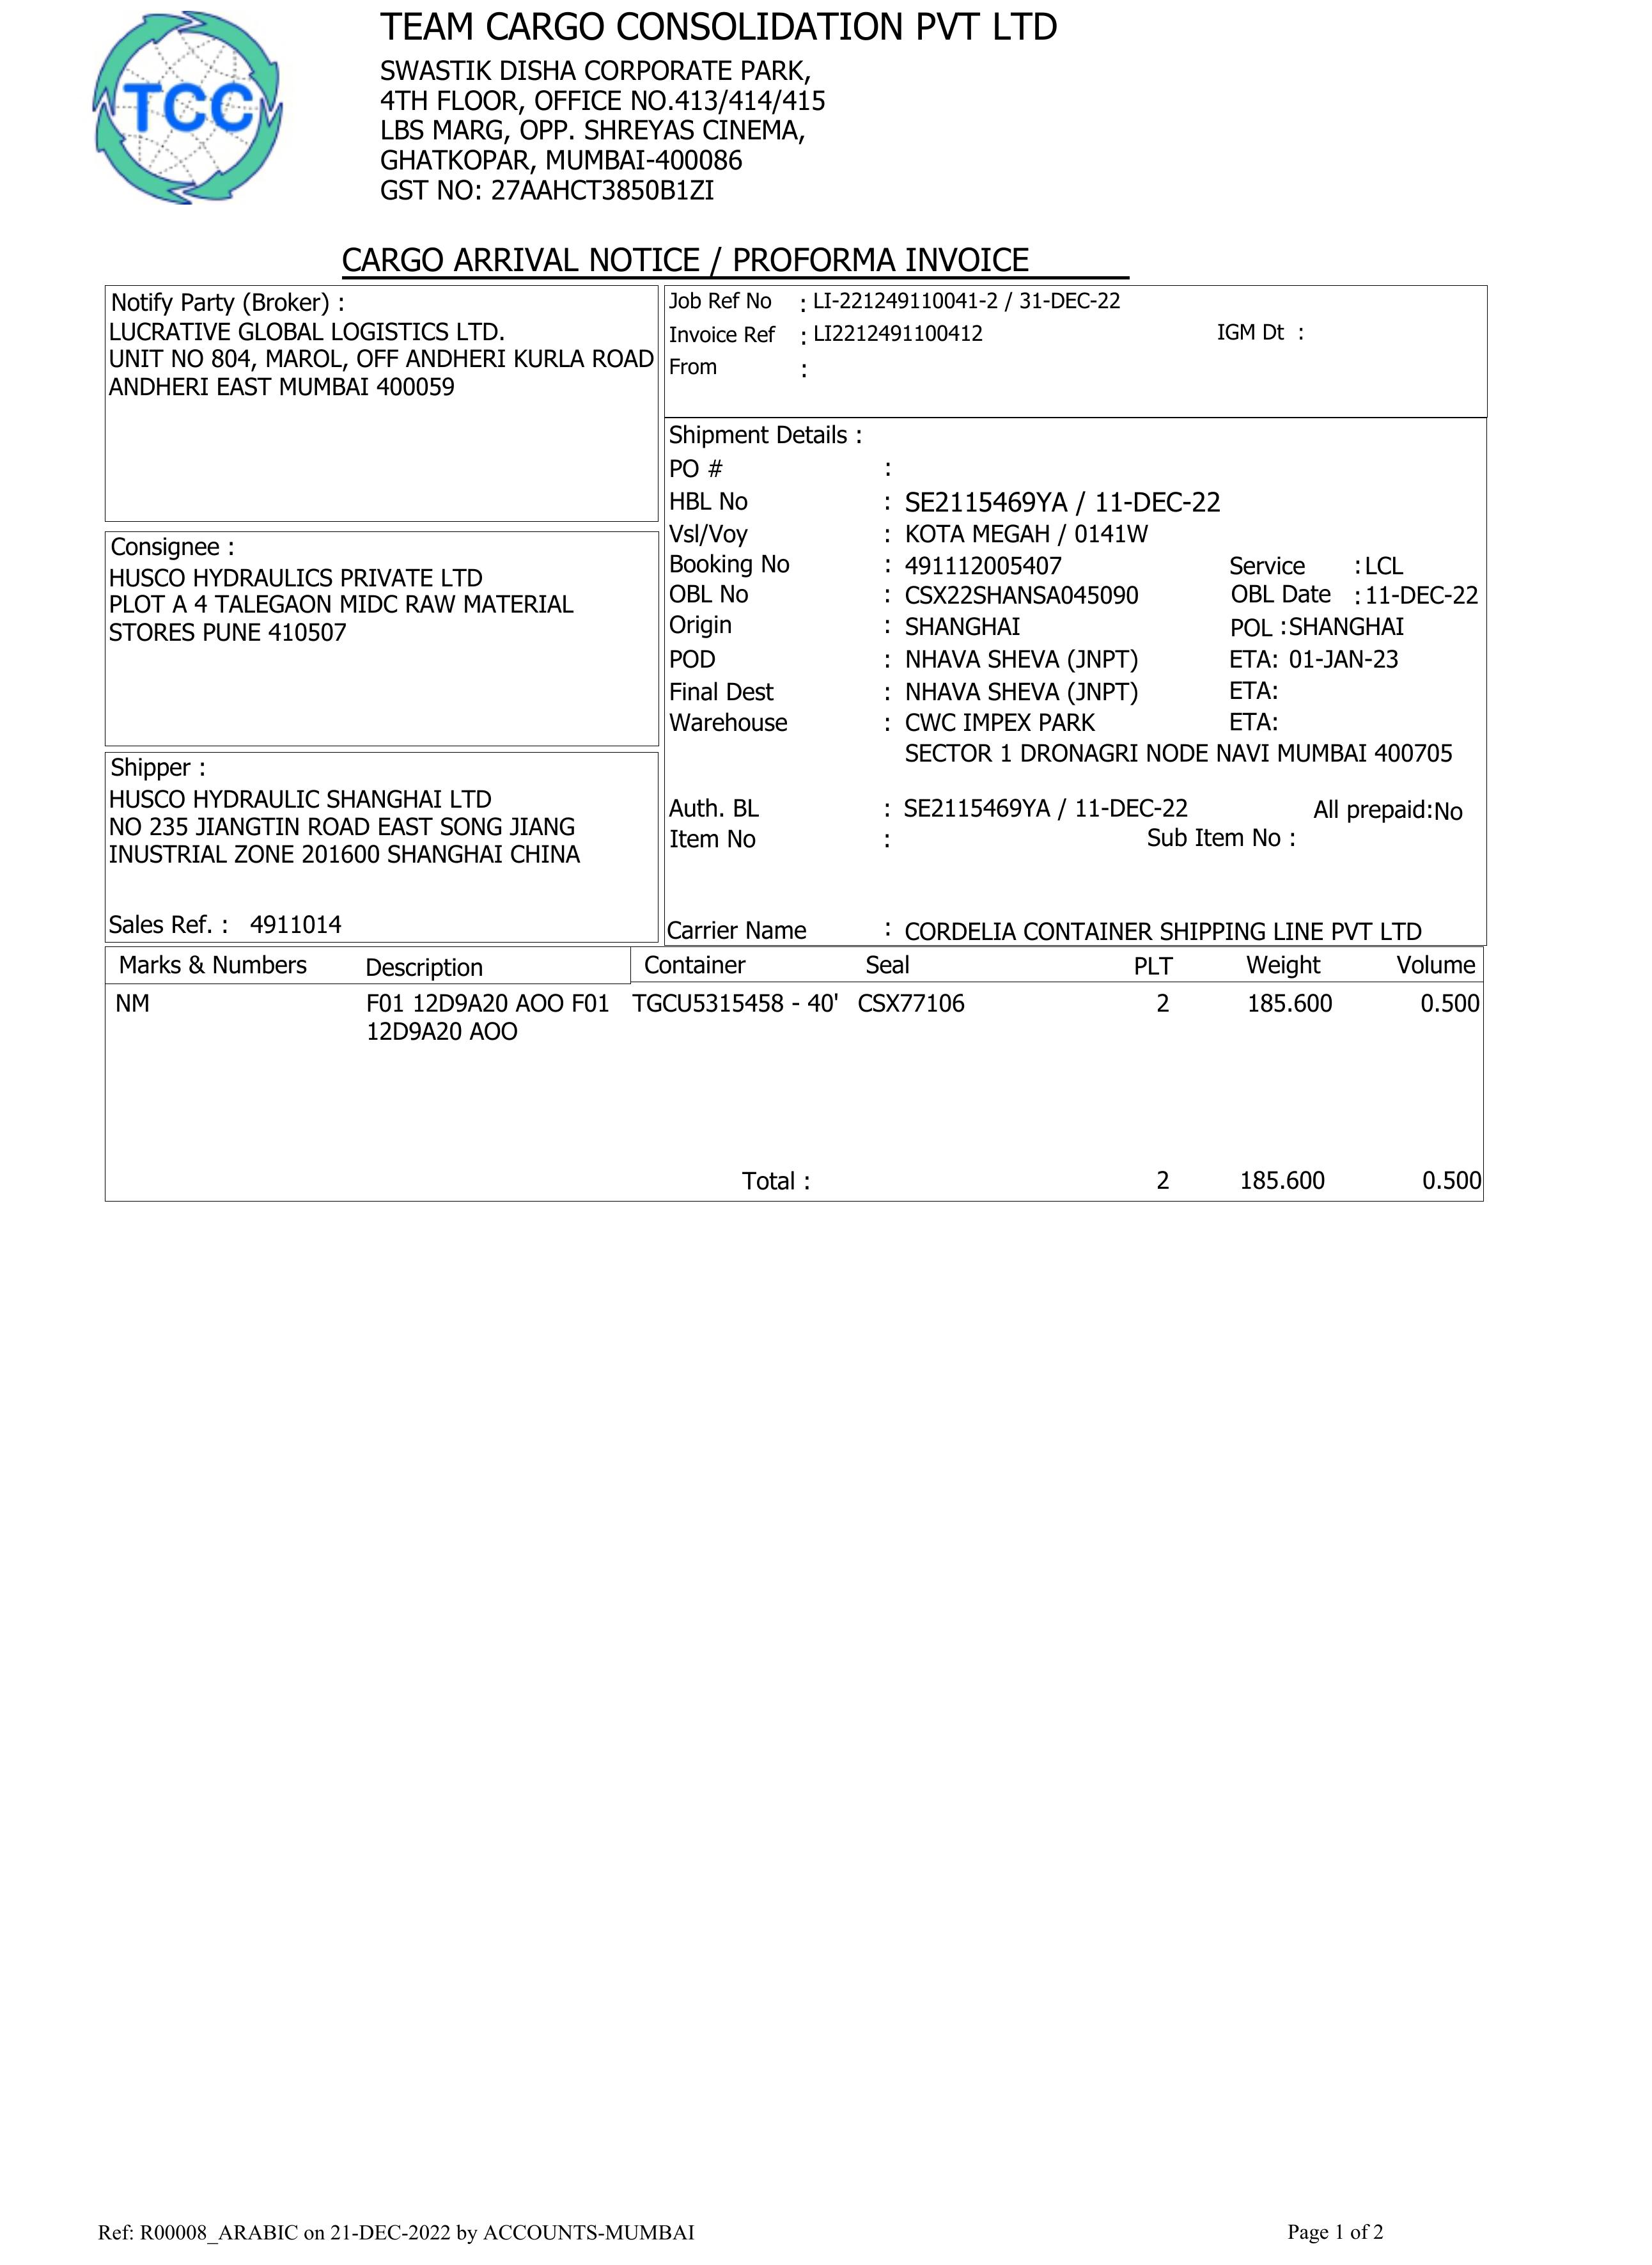 TCC
TEAM CARGO CONSOLIDATION PVT LTD
SWASTIK DISHA CORPORATE PARK,
4TH FLOOR, OFFICE NO.413/414/415
LBS MARG, OPP. SHREYAS CINEMA,
GHATKOPAR, MUMBAI-400086
GST NO: 27AAHCT3850B1ZI
CARGO ARRIVAL NOTICE / PROFORMA INVOICE
Notify Party (Broker) :
LUCRATIVE GLOBAL LOGISTICS LTD.
UNIT NO 804, MAROL, OFF ANDHERI KURLA ROAD
ANDHERI EAST MUMBAI 400059
Job Ref No : LI-221249110041-2 / 31-DEC-22
Invoice Ref : LI2212491100412 IGM Dt :
From :
Consignee :
HUSCO HYDRAULICS PRIVATE LTD
PLOT A 4 TALEGAON MIDC RAW MATERIAL
STORES PUNE 410507
Shipper :
HUSCO HYDRAULIC SHANGHAI LTD
NO 235 JIANGTIN ROAD EAST SONG JIANG
INUSTRIAL ZONE 201600 SHANGHAI CHINA
Sales Ref. : 4911014
Shipment Details :
PO # :
HBL No : SE2115469YA / 11-DEC-22
Vsl/Voy : KOTA MEGAH / 0141W
Booking No : 491112005407 Service : LCL
OBL No : CSX22SHANSA045090 OBL Date : 11-DEC-22
Origin : SHANGHAI POL : SHANGHAI
POD : NHAVA SHEVA (JNPT) ETA: 01-JAN-23
Final Dest : NHAVA SHEVA (JNPT) ETA:
Warehouse : CWC IMPEX PARK ETA:
SECTOR 1 DRONAGRI NODE NAVI MUMBAI 400705
Auth. BL : SE2115469YA / 11-DEC-22 All prepaid:No
Item No : Sub Item No :
Carrier Name : CORDELIA CONTAINER SHIPPING LINE PVT LTD
Marks & Numbers Description Container Seal PLT Weight Volume
NM F01 12D9A20 AOO F01 TGCU5315458 - 40' CSX77106 2 185.600 0.500
12D9A20 AOO
Total : 2 185.600 0.500
Ref: R00008_ARABIC on 21-DEC-2022 by ACCOUNTS-MUMBAI Page 1 of 2